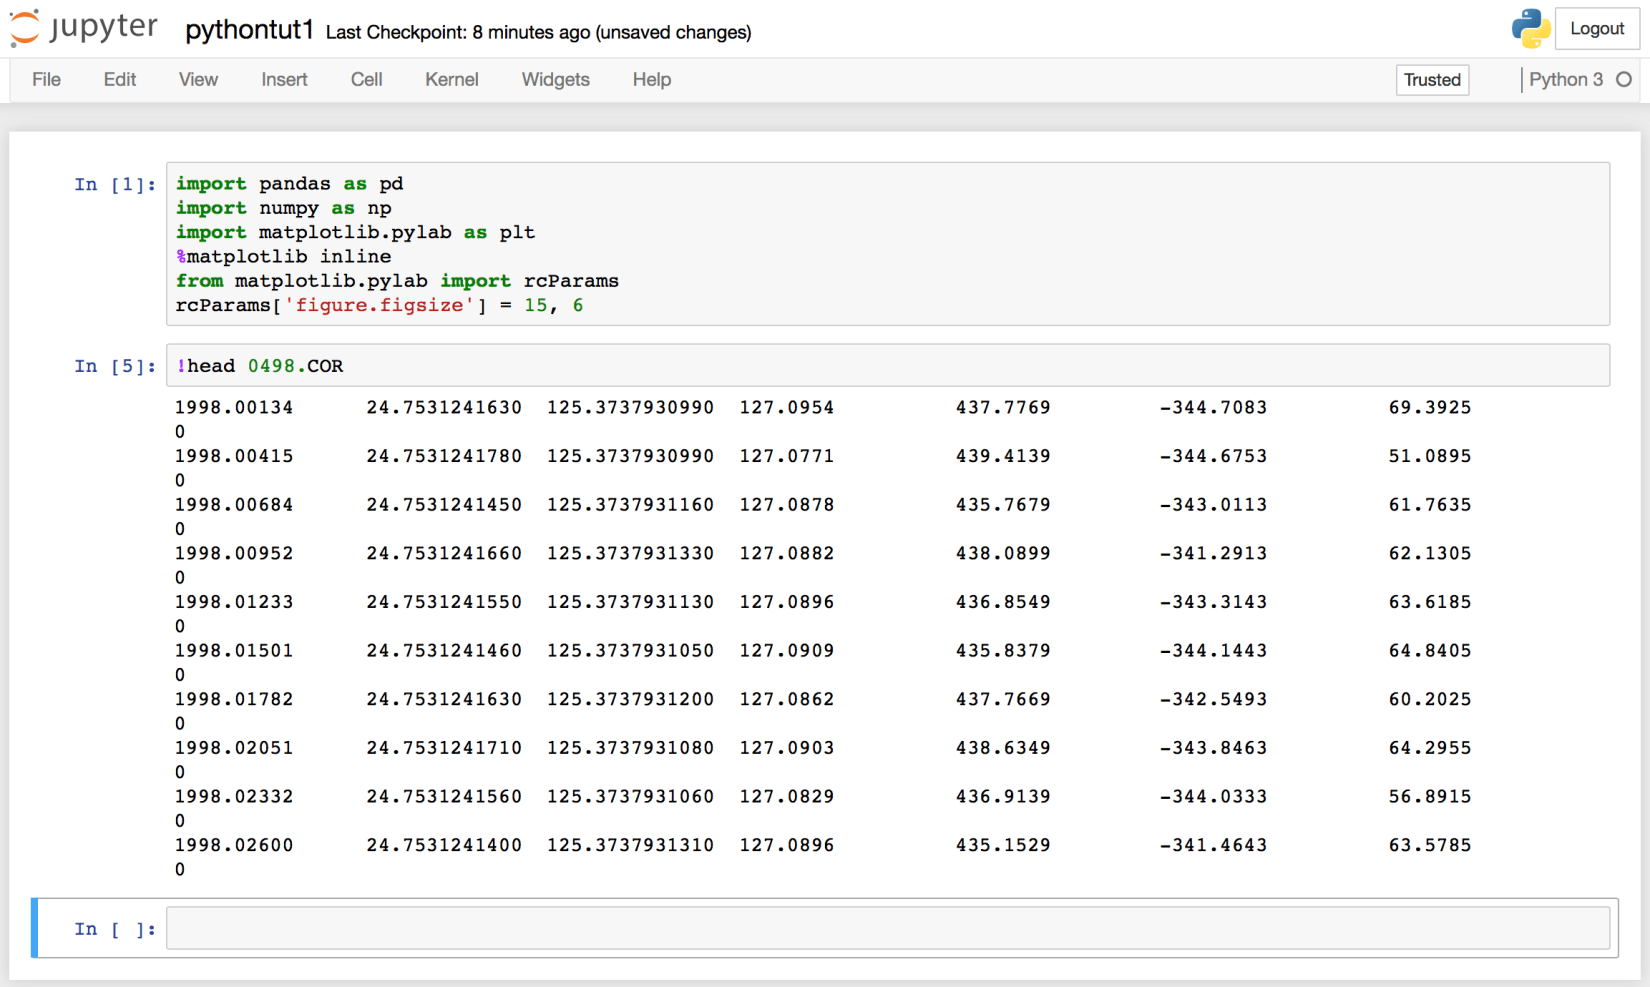 jupyter pythontut1 Last Checkpoint: 8 minutes ago (unsaved changes) Logout
File Edit View Insert Cell Kernel Widgets Help Trusted Python 3
In [1]: import pandas as pd
import numpy as np
import matplotlib.pylab as plt
%matplotlib inline
from matplotlib.pylab import rcParams
rcParams['figure.figsize'] = 15, 6
In [5]: !head 0498.COR
1998.00134 24.7531241630 125.3737930990 127.0954 437.7769 -344.7083 69.3925
0
1998.00415 24.7531241780 125.3737930990 127.0771 439.4139 -344.6753 51.0895
0
1998.00684 24.7531241450 125.3737931160 127.0878 435.7679 -343.0113 61.7635
0
1998.00952 24.7531241660 125.3737931330 127.0882 438.0899 -341.2913 62.1305
0
1998.01233 24.7531241550 125.3737931130 127.0896 436.8549 -343.3143 63.6185
0
1998.01501 24.7531241460 125.3737931050 127.0909 435.8379 -344.1443 64.8405
0
1998.01782 24.7531241630 125.3737931200 127.0862 437.7669 -342.5493 60.2025
0
1998.02051 24.7531241710 125.3737931080 127.0903 438.6349 -343.8463 64.2955
0
1998.02332 24.7531241560 125.3737931060 127.0829 436.9139 -344.0333 56.8915
0
1998.02600 24.7531241400 125.3737931310 127.0896 435.1529 -341.4643 63.5785
0
In [ ]: